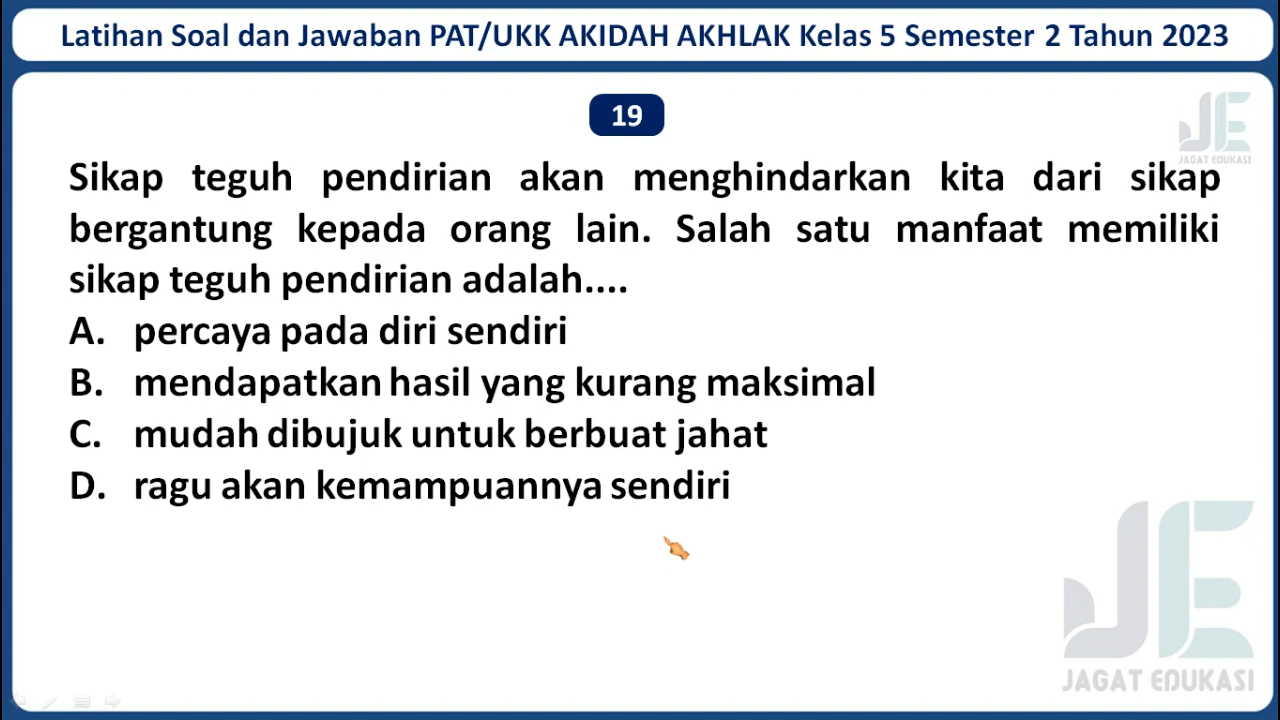 Latihan Soal dan Jawaban PAT/UKK AKIDAH AKHLAK Kelas 5 Semester 2 Tahun 2023
19
JE
JAGAT EDUKASI
Sikap teguh pendirian akan menghindarkan kita dari sikap
bergantung kepada orang lain. Salah satu manfaat memiliki
sikap teguh pendirian adalah....
A. percaya pada diri sendiri
B. mendapatkan hasil yang kurang maksimal
C. mudah dibujuk untuk berbuat jahat
D. ragu akan kemampuannya sendiri
JE
JAGAT EDUKASI